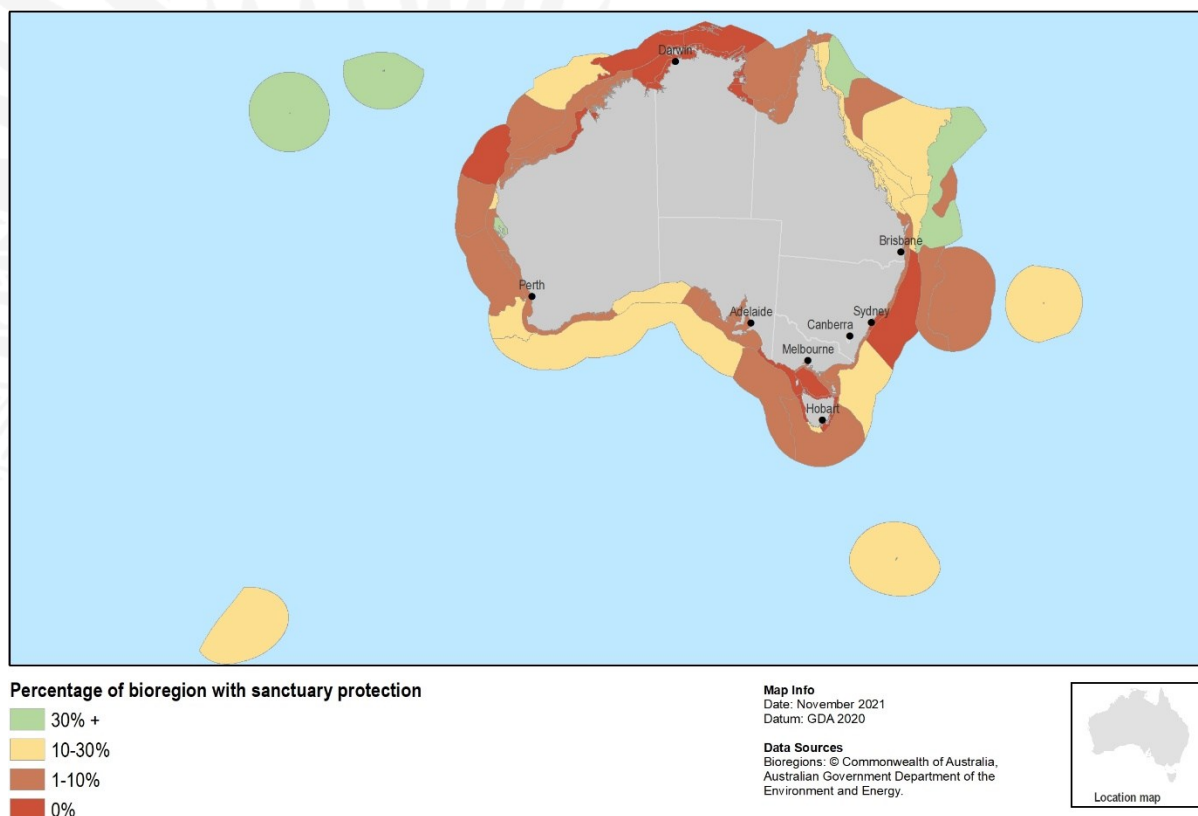 Darwin
Brisbane
Perth
Adelaide
Sydney
Canberra
Melbourne
Hobart
Percentage of bioregion with sanctuary protection
30% +
10-30%
1-10%
0%
Map Info
Date: November 2021
Datum: GDA 2020
Data Sources
Bioregions: © Commonwealth of Australia,
Australian Government Department of the
Environment and Energy.
Location map